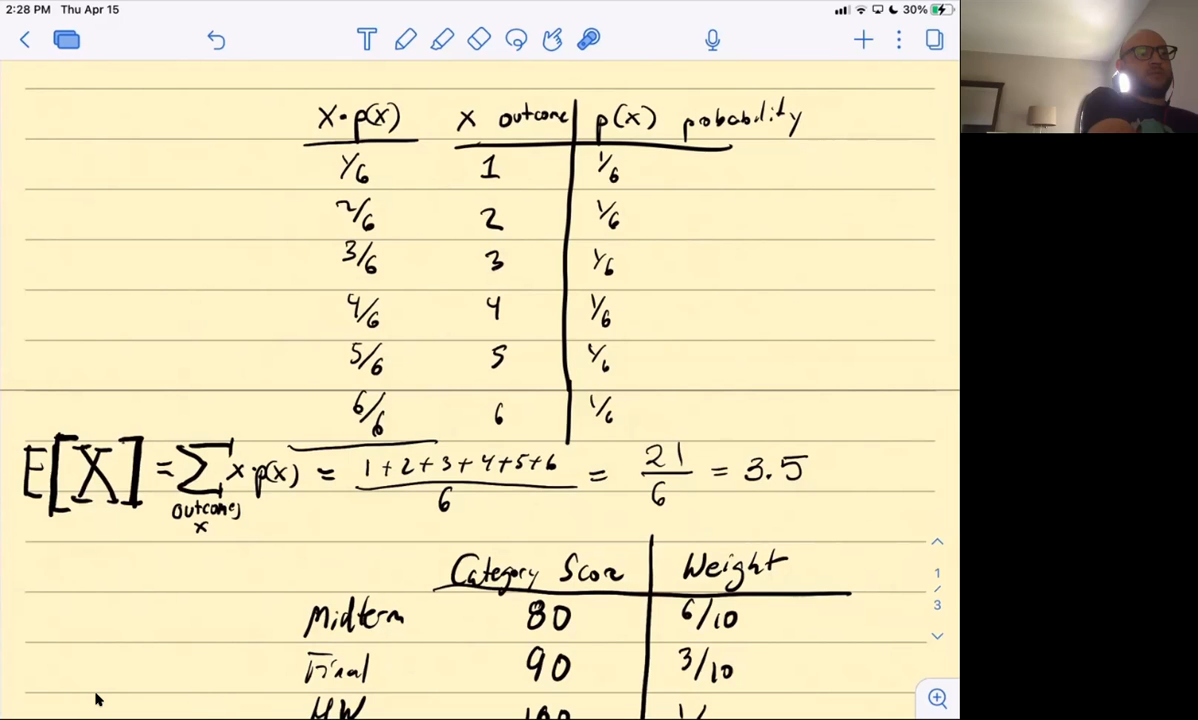 2:28 PM Thu Apr 15 30%
x·p(x) x outcome p(x) probability
1/6 1 1/6
2/6 2 1/6
3/6 3 1/6
4/6 4 1/6
5/6 5 1/6
6/6 6 1/6
E[X] = Σ x p(x) = 1+2+3+4+5+6 / 6 = 21/6 = 3.5
outcomes
x
Category Score Weight
Midterm 80 6/10
Final 90 3/10
HW
1
/
3